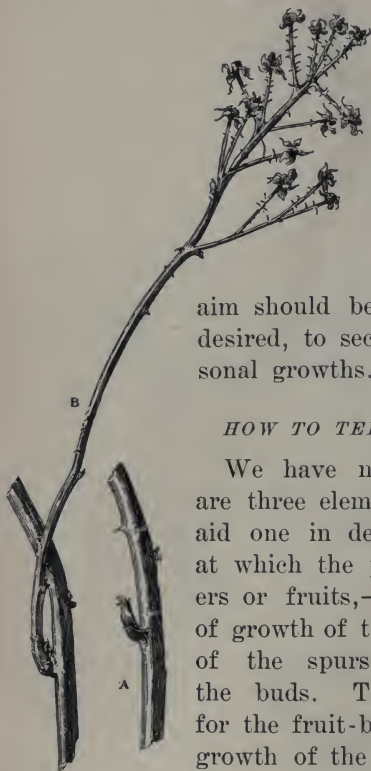 aim should be
desired, to sec
sonal growths.
HOW TO TEL
We have n
are three elem
aid one in de
at which the
ers or fruits,—
of growth of t
of the spurs
the buds. T
for the fruit-b
growth of the
B
A